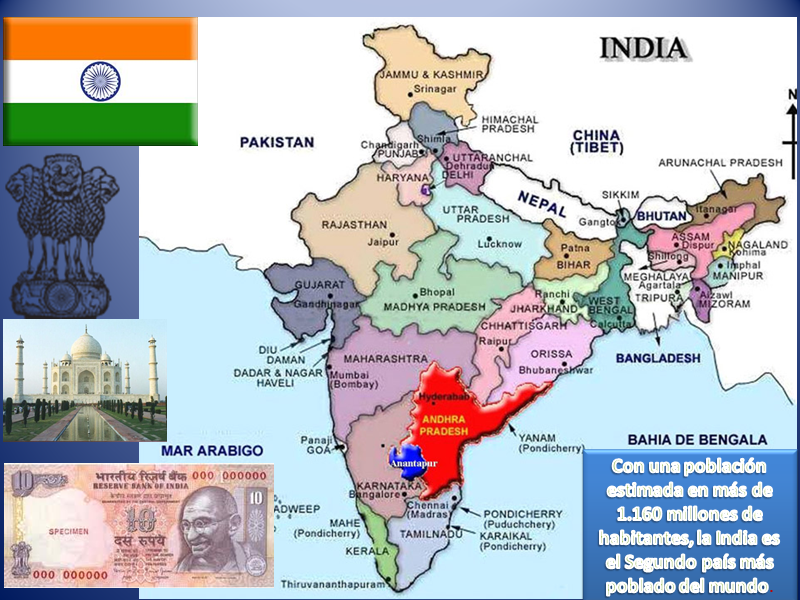 INDIA
N
JAMMU & KASHMIR
Srinagar
HIMACHAL
PRADESH
Shimla
PAKISTAN
Chandigarh
PUNJAB
CHINA
(TIBET)
UTTARANCHAL
Dehradun
DELHI
HARYANA
ARUNACHAL PRADESH
Itanagar
NEPAL
SIKKIM
Gangtok
BHUTAN
RAJASTHAN
Jaipur
UTTAR
PRADESH
Lucknow
ASSAM
Dispur
NAGALAND
Kohima
Patna
BIHAR
Shillong
MEGHALAYA
Imphal
MANIPUR
Agartala
TRIPURA
Aizawl
MIZORAM
GUJARAT
Gandhinagar
Bhopal
MADHYA PRADESH
Ranchi
JHARKHAND
WEST
BENGAL
Calcutta
CHHATTISGARH
Raipur
DIU
DAMAN
DADAR & NAGAR
HAVELI
MAHARASHTRA
Mumbai
(Bombay)
ORISSA
Bhubaneshwar
BANGLADESH
Hyderabab
ANDHRA
PRADESH
YANAM
(Pondicherry)
MAR ARABIGO
Panaji
GOA
BAHIA DE BENGALA
Anantapur
KARNATAKA
Bangalore
Chennai
(Madras)
PONDICHERRY
(Puduchery)
KARAIKAL
(Pondicherry)
ADWEEP
MAHE
(Pondicherry)
TAMILNADU
KERALA
Thiruvananthapuram
10
भारतीय रिज़र्व बैंक
RESERVE BANK OF INDIA
000 000000
10
SPECIMEN
10
दस रुपये
000 000000
Con una población
estimada en más de
1.160 millones de
habitantes, la India es
el Segundo país más
poblado del mundo.